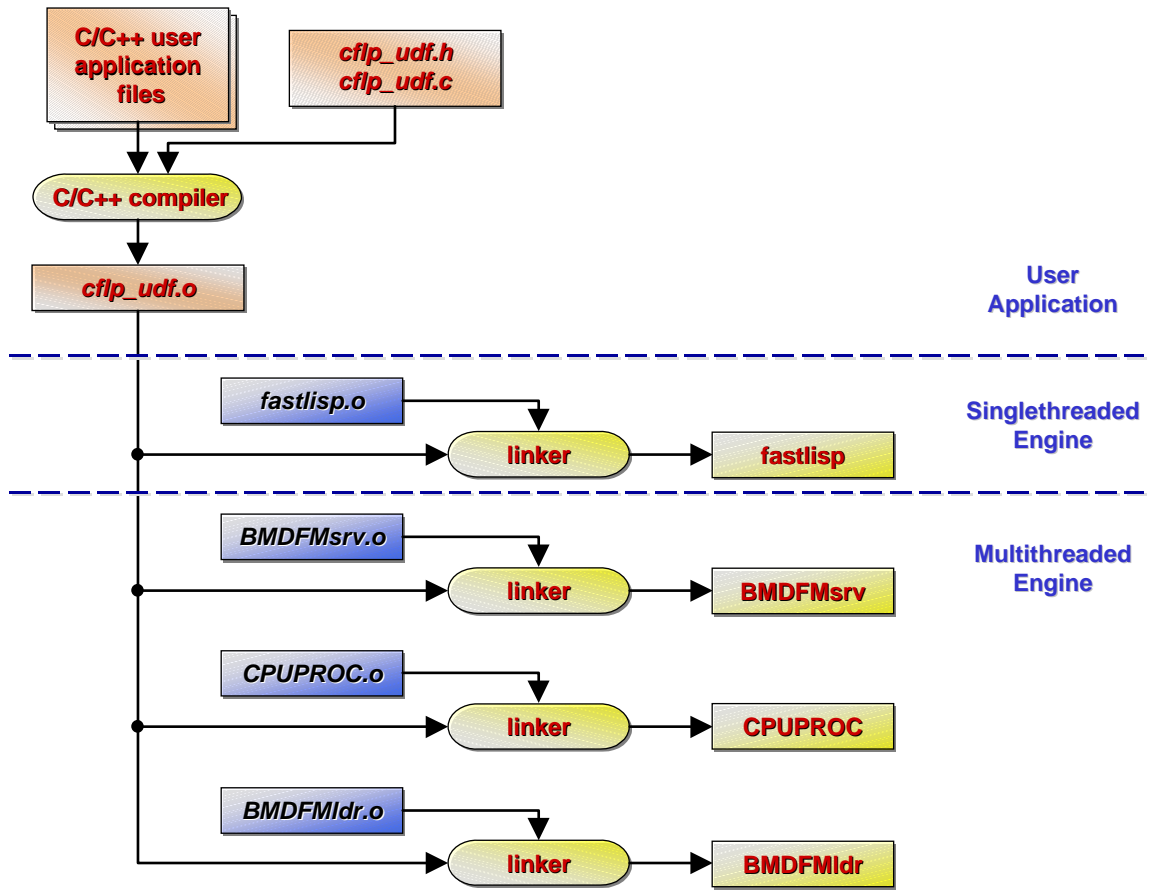 C/C++ user
application
files
cflp_udf.h
cflp_udf.c
C/C++ compiler
cflp_udf.o
User
Application
fastlisp.o
linker
fastlisp
Singlethreaded
Engine
BMDFMsrv.o
linker
BMDFMsrv
Multithreaded
Engine
CPUPROC.o
linker
CPUPROC
BMDFMldr.o
linker
BMDFMldr